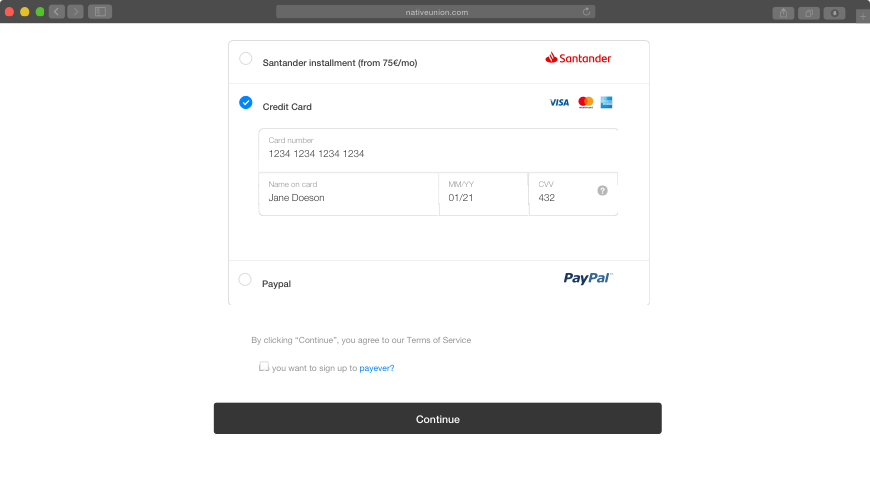 nativeunion.com
Santander installment (from 75€/mo)
Santander
Credit Card
VISA
Card number
1234 1234 1234 1234
Name on card
MM/YY
CVV
Jane Doeson
01/21
432
?
Paypal
PayPal
By clicking “Continue”, you agree to our Terms of Service
you want to sign up to payever?
Continue